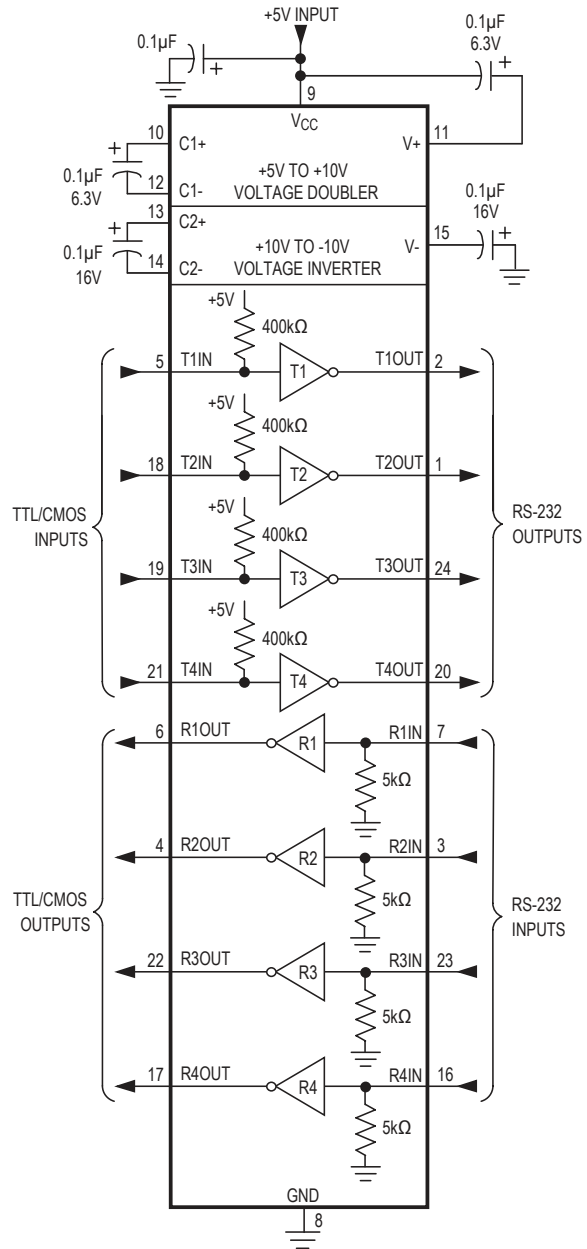 +5V INPUT
0.1µF
0.1µF
6.3V
+
+
9
VCC
10
C1+
V+
11
+
0.1µF
6.3V
12
C1-
+5V TO +10V
VOLTAGE DOUBLER
13
C2+
+
0.1µF
16V
14
C2-
+10V TO -10V
VOLTAGE INVERTER
V-
15
0.1µF
16V
+
+5V
400kΩ
5
T1IN
T1
T1OUT
2
+5V
400kΩ
18
T2IN
T2
T2OUT
1
TTL/CMOS
INPUTS
RS-232
OUTPUTS
+5V
400kΩ
19
T3IN
T3
T3OUT
24
+5V
400kΩ
21
T4IN
T4
T4OUT
20
6
R1OUT
R1
R1IN
7
5kΩ
4
R2OUT
R2
R2IN
3
5kΩ
TTL/CMOS
OUTPUTS
RS-232
INPUTS
22
R3OUT
R3
R3IN
23
5kΩ
17
R4OUT
R4
R4IN
16
5kΩ
GND
8